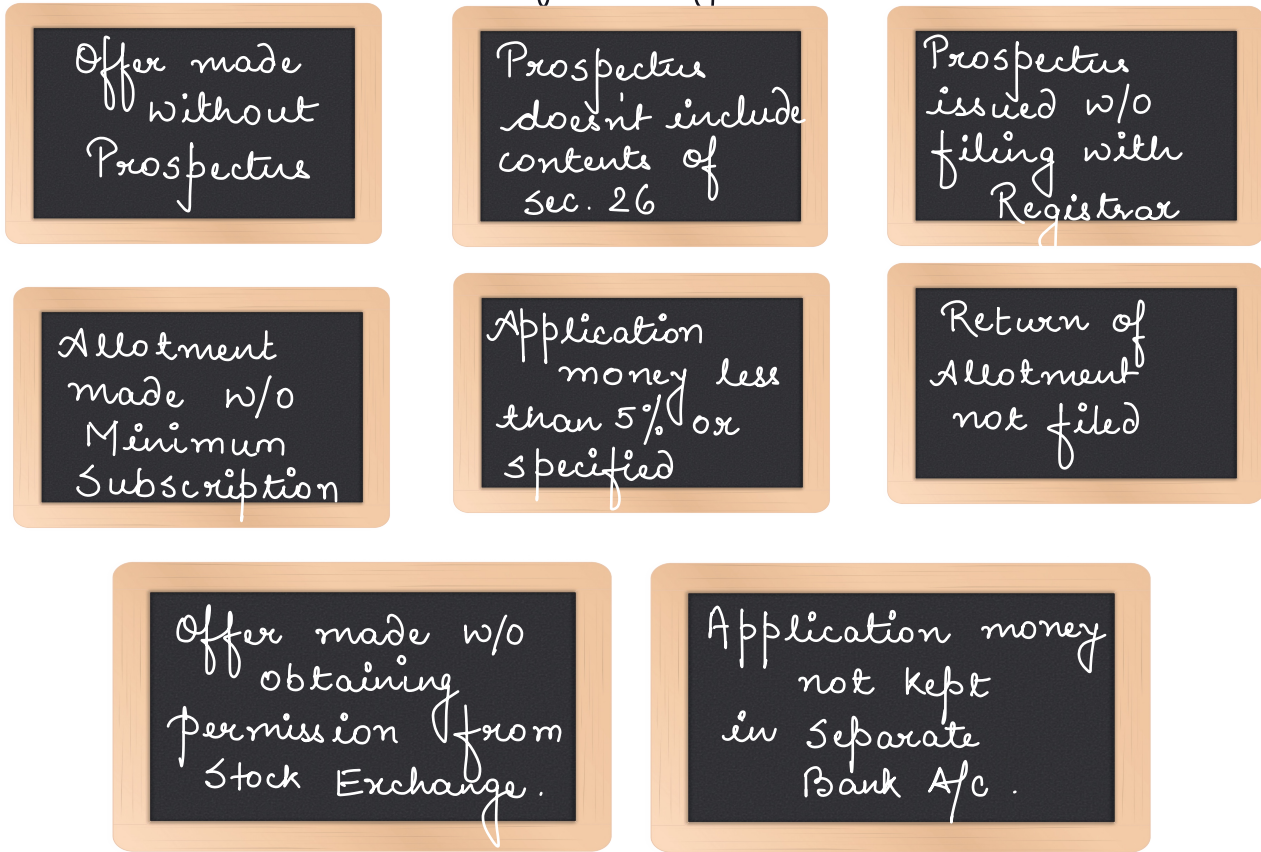 Offer made
without
Prospectus
Prospectus
doesn't include
contents of
sec. 26
Prospectus
issued w/o
filing with
Registrar
Allotment
made w/o
Minimum
Subscription
Application
money less
than 5% or
specified
Return of
Allotment
not filed
Offer made w/o
obtaining
permission from
Stock Exchange.
Application money
not kept
in Separate
Bank A/c.